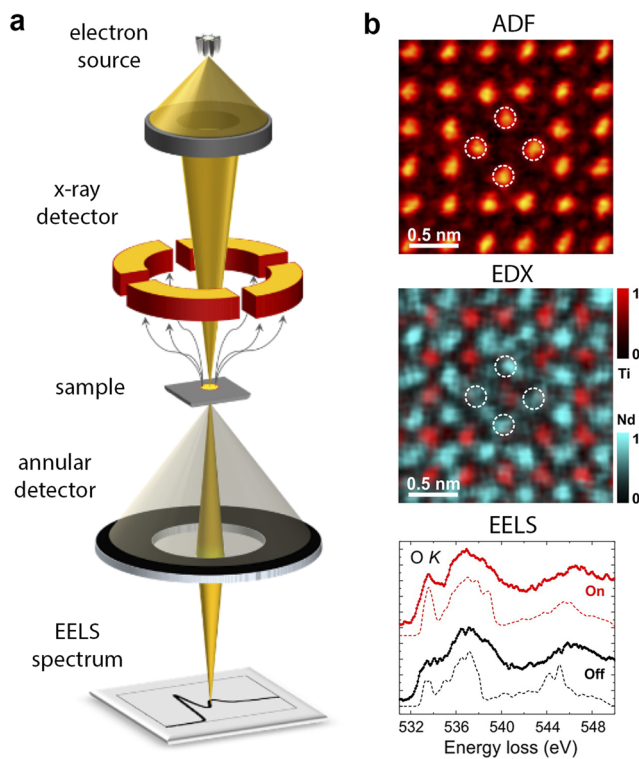 a
electron
source
x-ray
detector
sample
annular
detector
EELS
spectrum
b
ADF
0.5 nm
EDX
0.5 nm
1
0
Ti
Nd
1
0
EELS
O K
On
Off
532 536 540 544 548
Energy loss (eV)